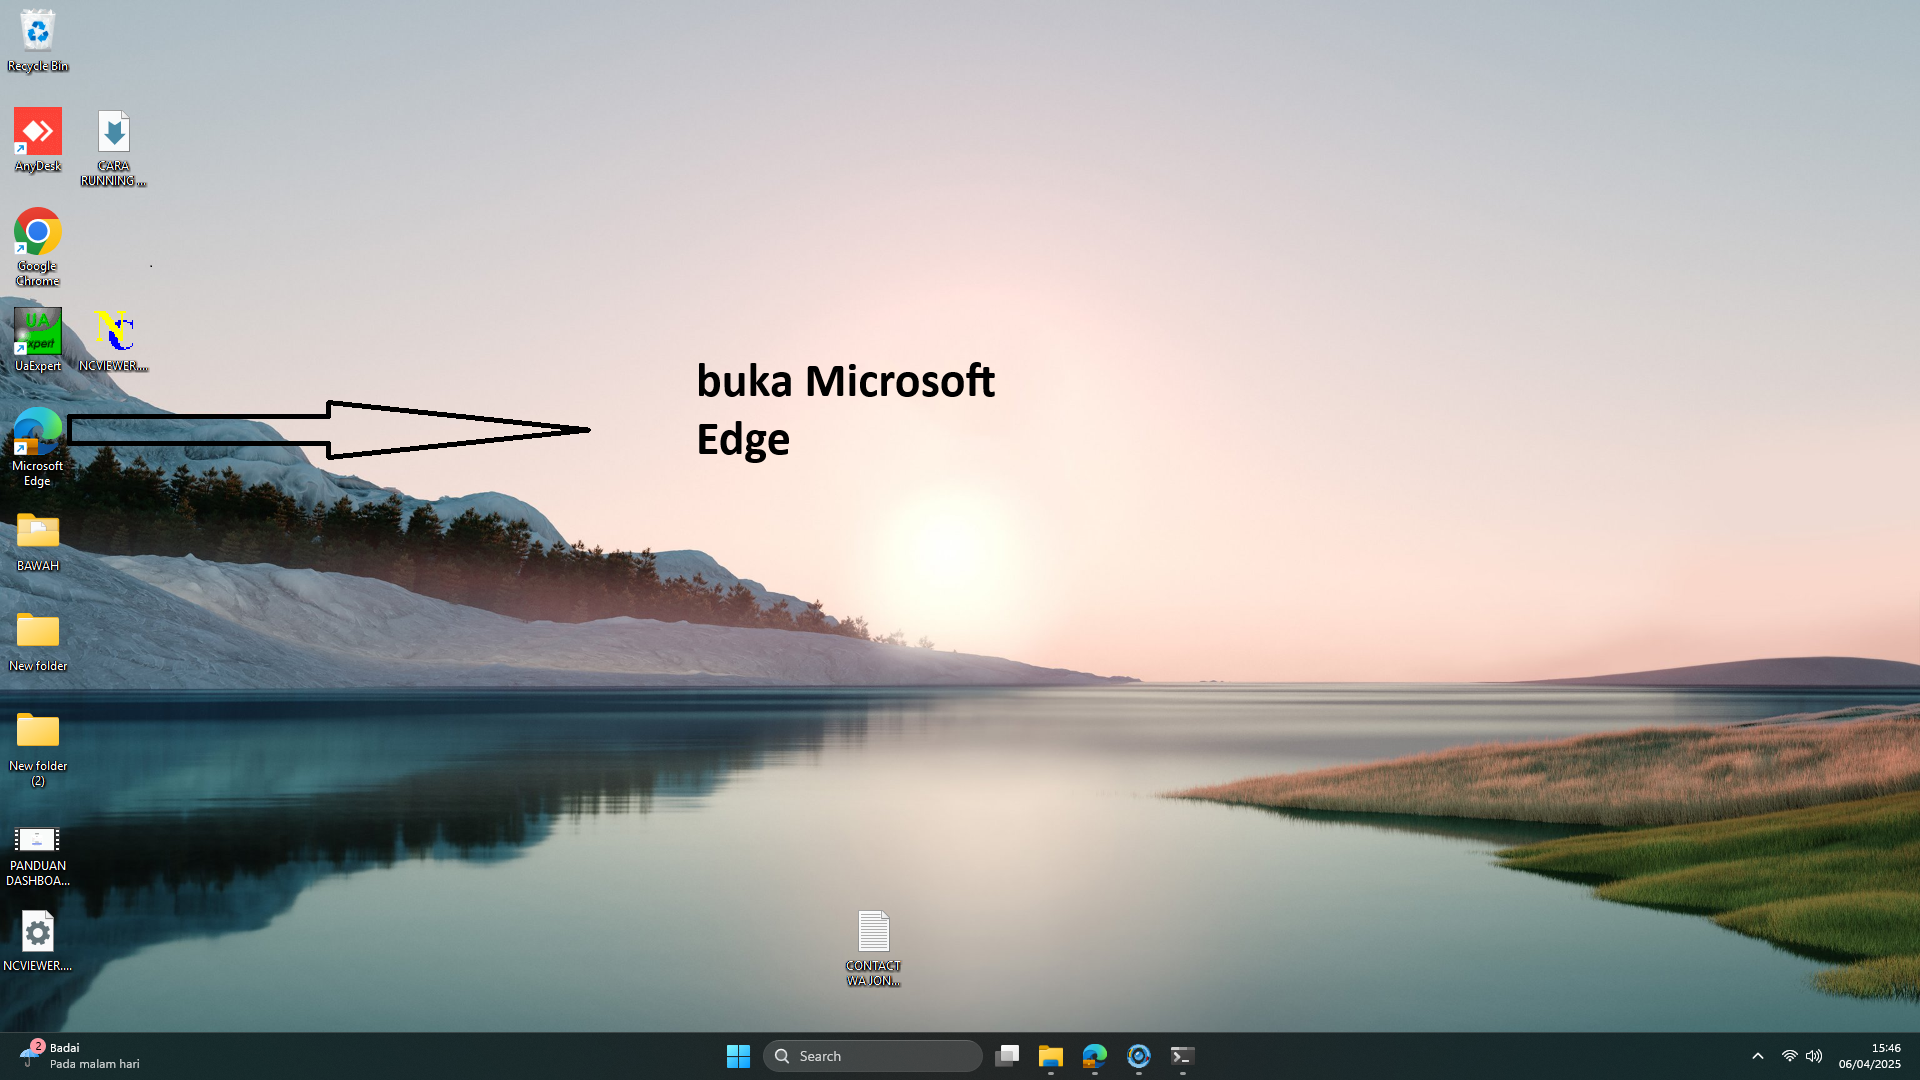 Recycle Bin
AnyDesk
CARA
RUNNING ...
Google
Chrome
UA
Expert
UaExpert
NC
NCVIEWER....
buka Microsoft
Edge
Microsoft
Edge
BAWAH
New folder
New folder
(2)
PANDUAN
DASHBOA...
NCVIEWER....
CONTACT
WA JON...
2
Badai
Pada malam hari
Search
15:46
06/04/2025